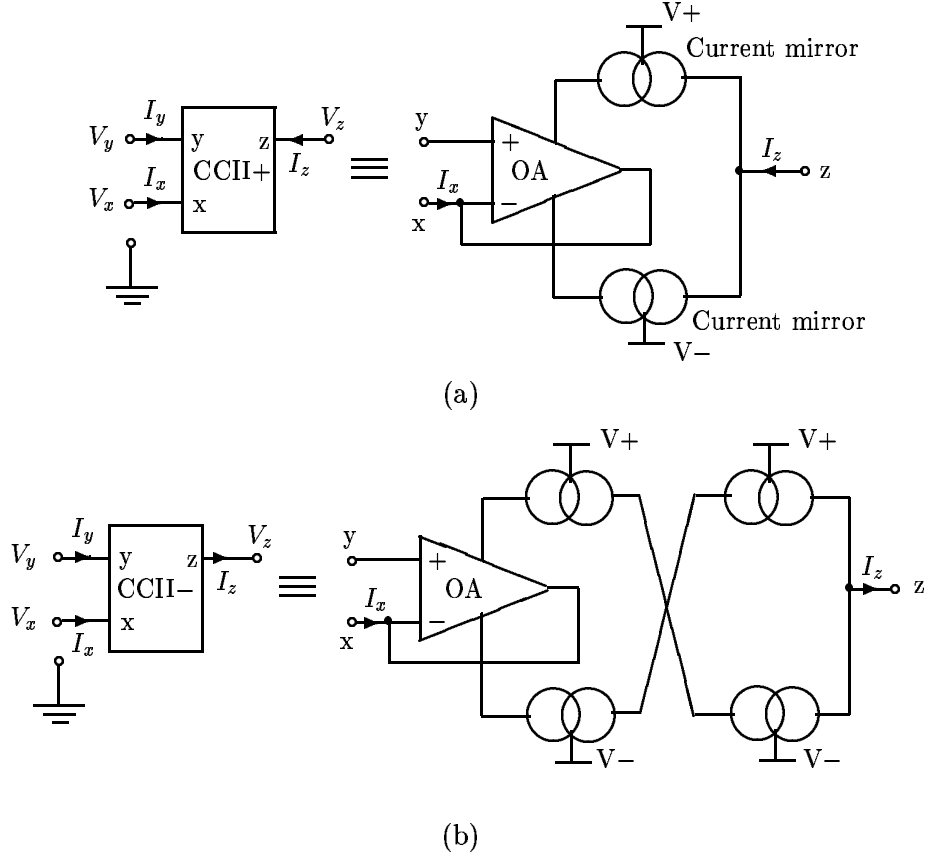 V+
Current mirror
I_y
V_y
y
z
V_z
I_z
CCII+
I_x
V_x
x
≡
y
+
OA
I_x
−
x
I_z
z
Current mirror
V−
(a)
V+
V+
I_y
V_y
y
z
V_z
I_z
CCII−
V_x
x
I_x
≡
y
+
OA
I_x
−
x
I_z
z
V−
V−
(b)